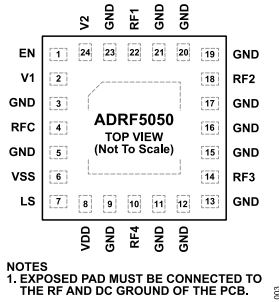 V2 GND RF1 GND GND
24 23 22 21 20
EN 1 19 GND
V1 2 18 RF2
GND 3 17 GND
RFC 4 16 GND
GND 5 15 GND
VSS 6 14 RF3
LS 7 13 GND
ADRF5050
TOP VIEW
(Not To Scale)
8 9 10 11 12
VDD GND RF4 GND GND
NOTES
1. EXPOSED PAD MUST BE CONNECTED TO
THE RF AND DC GROUND OF THE PCB.
003